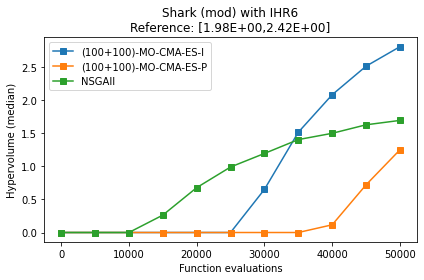 Shark (mod) with IHR6
Reference: [1.98E+00,2.42E+00]
(100+100)-MO-CMA-ES-I
(100+100)-MO-CMA-ES-P
NSGAII
Hypervolume (median)
2.5
2.0
1.5
1.0
0.5
0.0
0 10000 20000 30000 40000 50000
Function evaluations